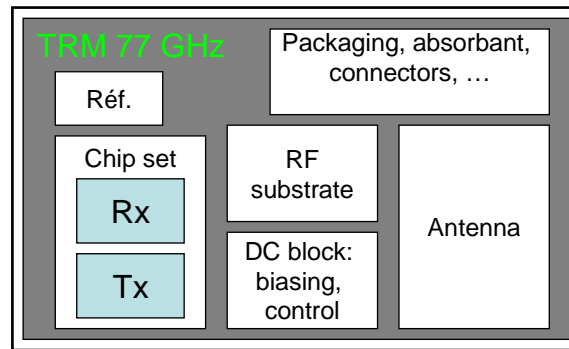 TRM 77 GHz
Packaging, absorbant,
connectors, …
Réf.
Chip set
Rx
Tx
RF
substrate
DC block:
biasing,
control
Antenna